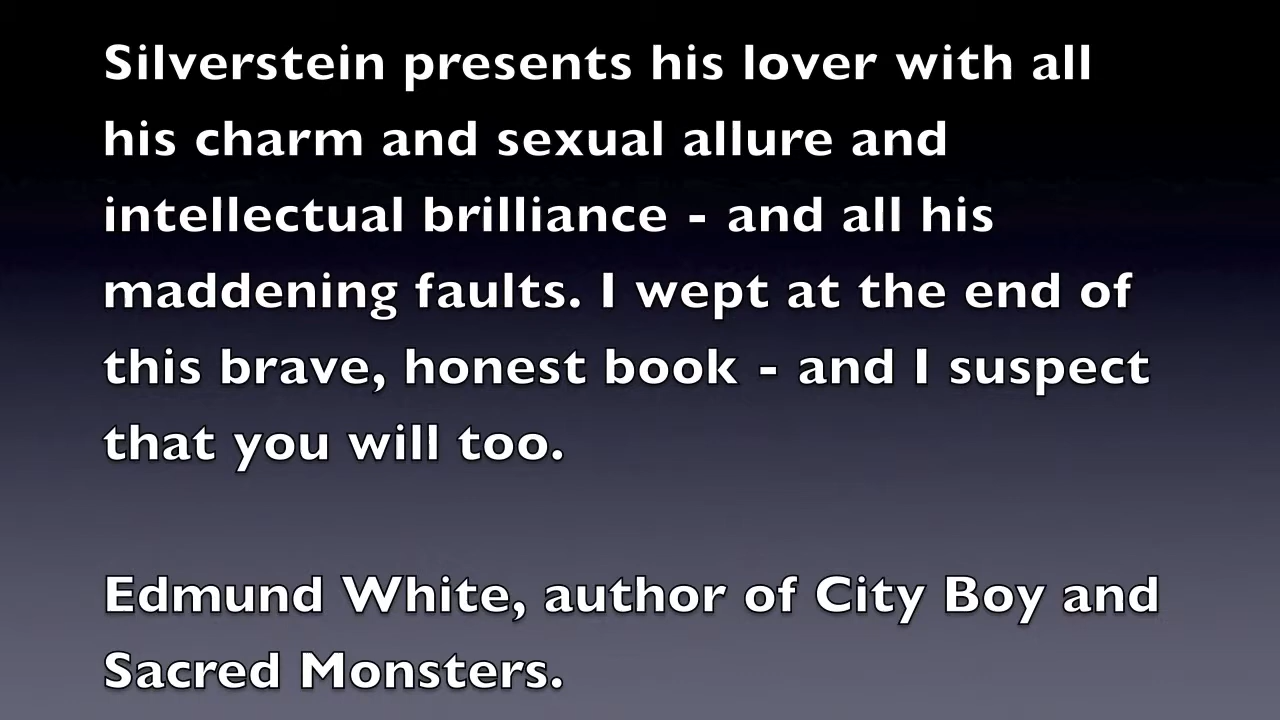 Silverstein presents his lover with all
his charm and sexual allure and
intellectual brilliance - and all his
maddening faults. I wept at the end of
this brave, honest book - and I suspect
that you will too.
Edmund White, author of City Boy and
Sacred Monsters.